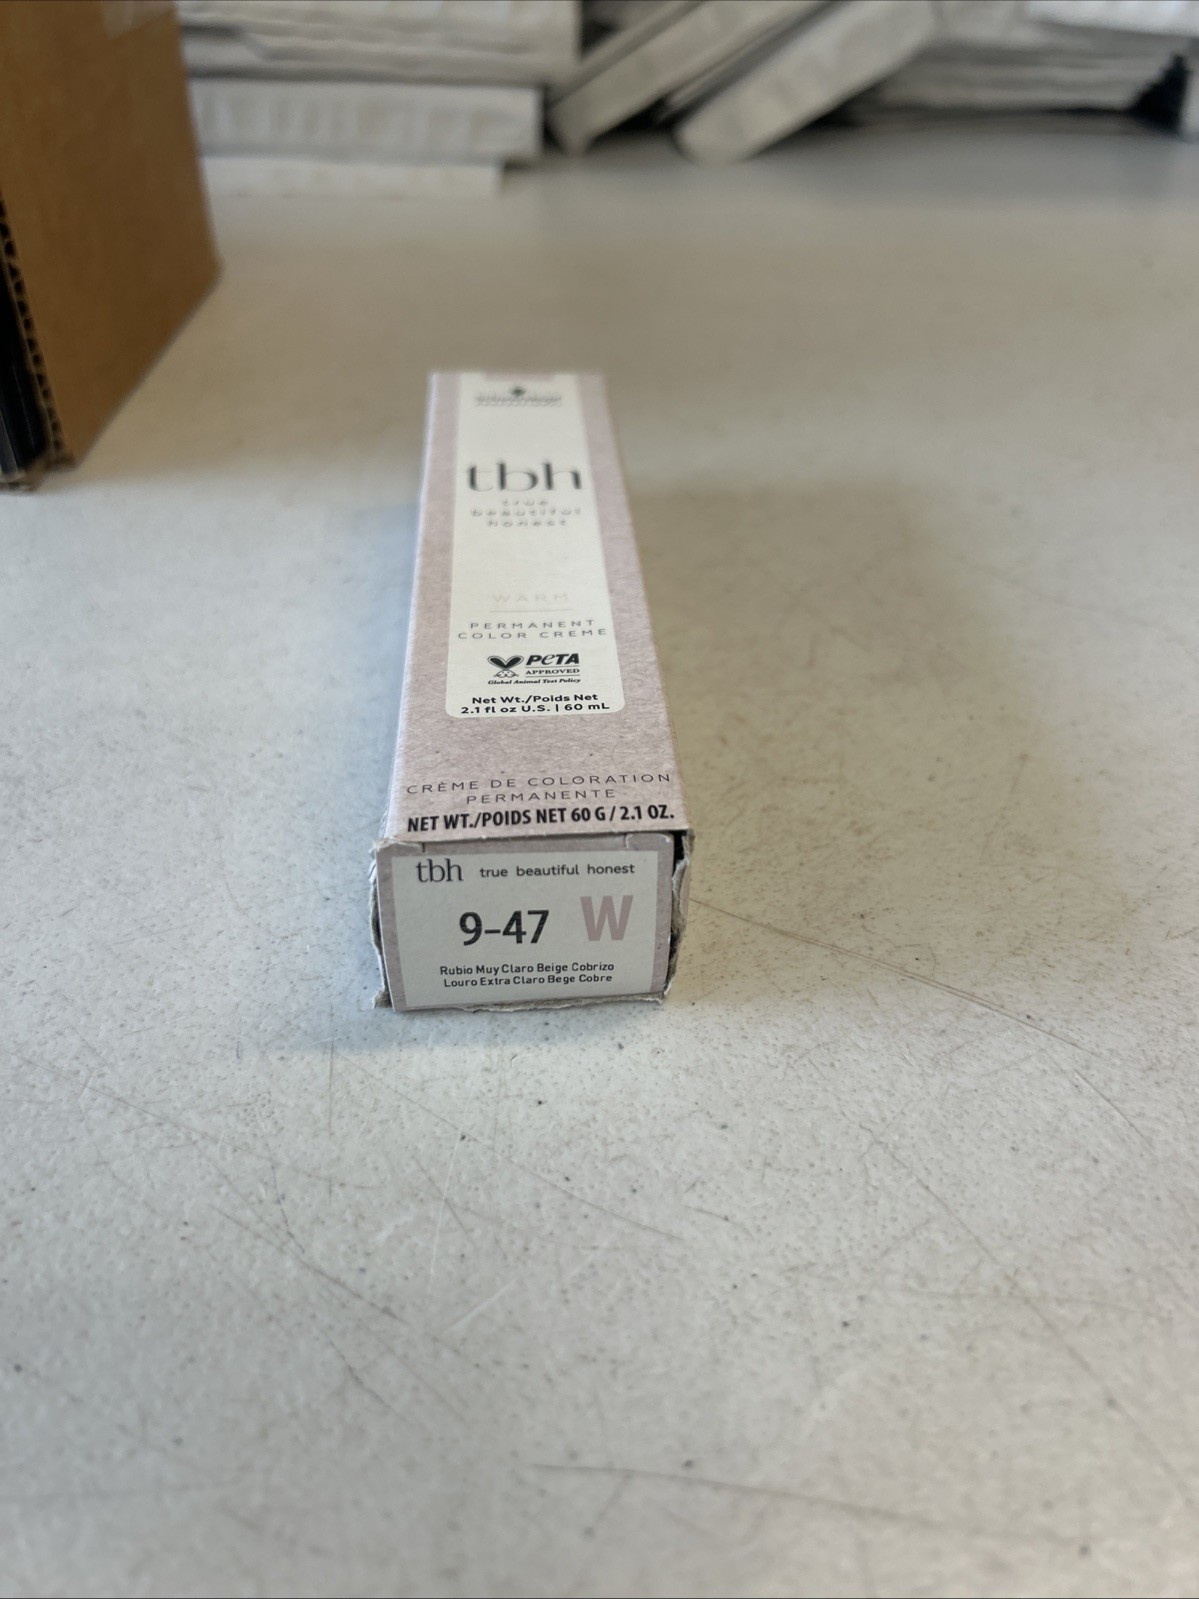 tbh
true
beautiful
honest
WARM
PERMANENT
COLOR CREME
PETA
APPROVED
Global Animal Test Policy
Net Wt./Poids Net
2.1 fl oz U.S. | 60 mL
CRÈME DE COLORATION
PERMANENTE
NET WT./POIDS NET 60 G / 2.1 OZ.
tbh true beautiful honest
9-47 W
Rubio Muy Claro Beige Cobrizo
Louro Extra Claro Bege Cobre